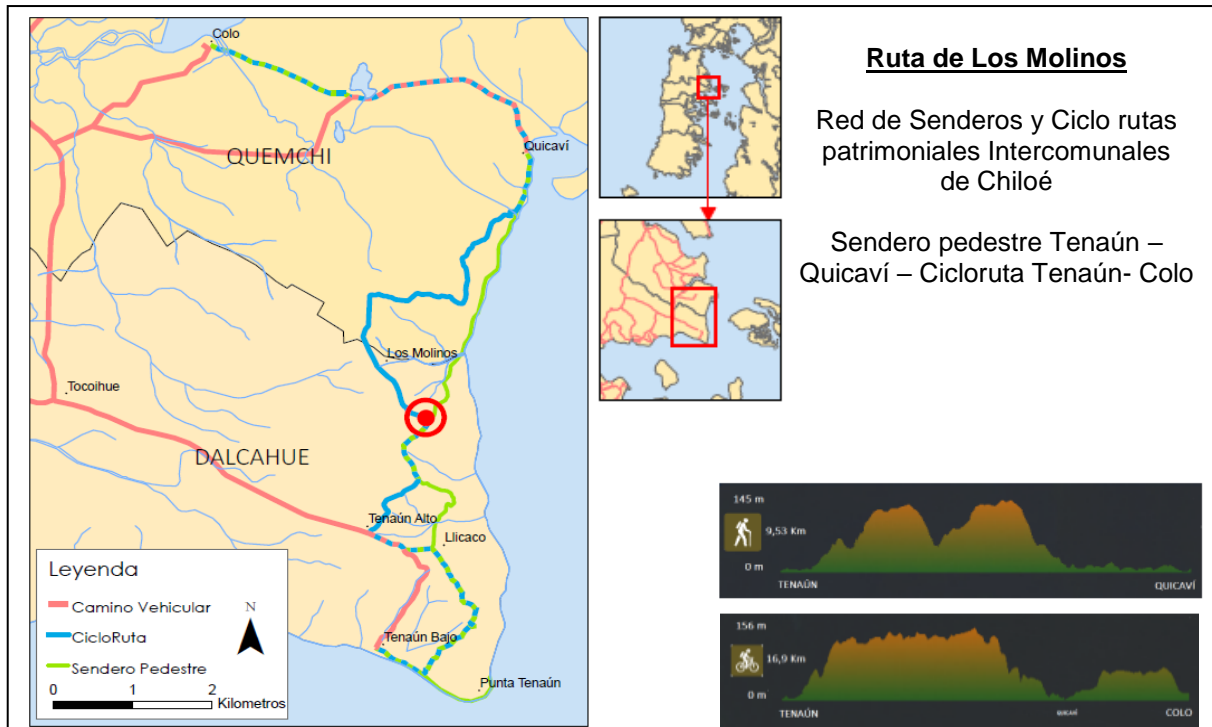 Colo
QUEMCHI
Quicaví
Los Molinos
Tocoihue
DALCAHUE
Tenaún Alto
Llicaco
Tenaún Bajo
Punta Tenaún
Leyenda
Camino Vehicular
CicloRuta
Sendero Pedestre
N
0 1 2
Kilometros
Ruta de Los Molinos
Red de Senderos y Ciclo rutas
patrimoniales Intercomunales
de Chiloé
Sendero pedestre Tenaún –
Quicaví – Cicloruta Tenaún- Colo
145 m
9,53 Km
0 m
TENAÚN
QUICAVÍ
156 m
16,9 Km
0 m
TENAÚN
QUICAVÍ
COLO